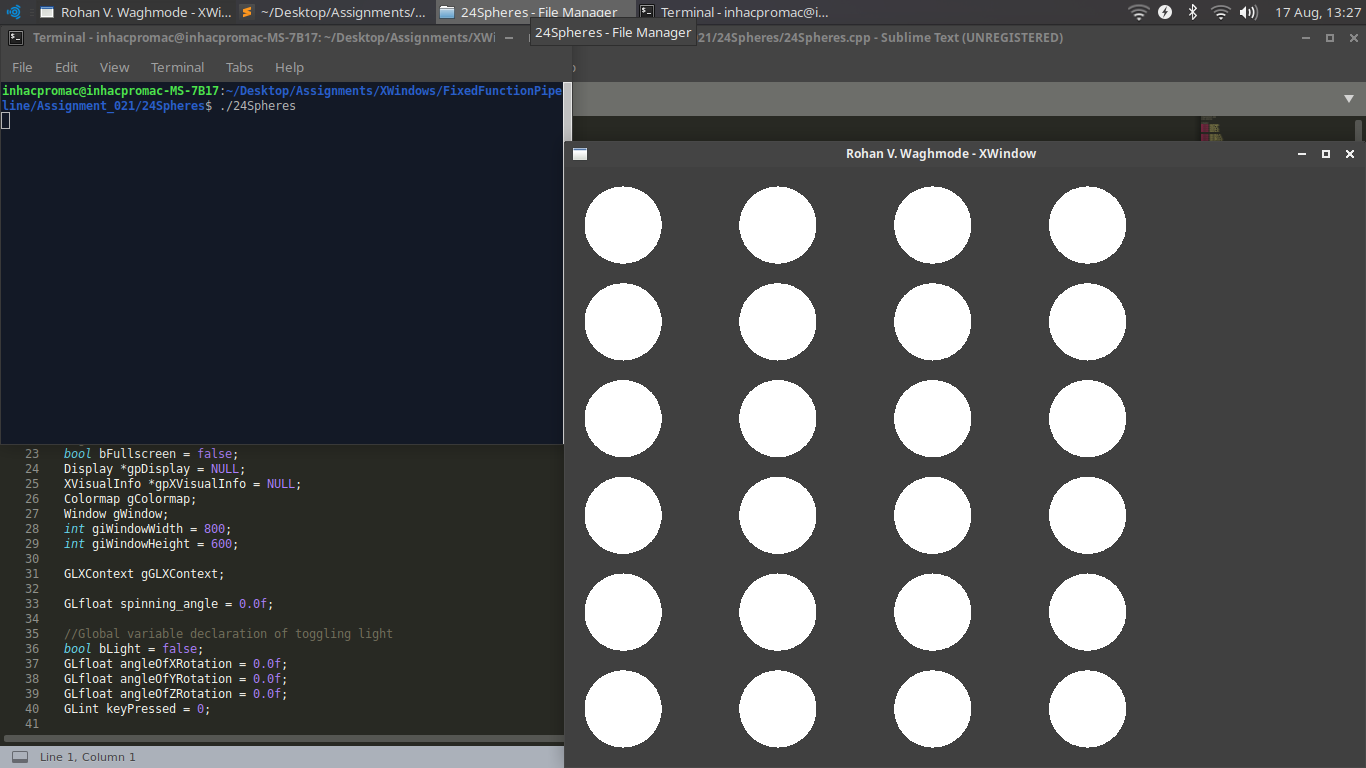 Rohan V. Waghmode - XWi...
~/Desktop/Assignments/...
24Spheres - File Manager
Terminal - inhacpromac@i...
17 Aug, 13:27
24Spheres - File Manager
Terminal - inhacpromac@inhacpromac-MS-7B17: ~/Desktop/Assignments/XWi
21/24Spheres/24Spheres.cpp - Sublime Text (UNREGISTERED)
File Edit View Terminal Tabs Help
inhacpromac@inhacpromac-MS-7B17:~/Desktop/Assignments/XWindows/FixedFunctionPipe
line/Assignment_021/24Spheres$ ./24Spheres
Rohan V. Waghmode - XWindow
23 bool bFullscreen = false;
24 Display *gpDisplay = NULL;
25 XVisualInfo *gpXVisualInfo = NULL;
26 Colormap gColormap;
27 Window gWindow;
28 int giWindowWidth = 800;
29 int giWindowHeight = 600;
30
31 GLXContext gGLXContext;
32
33 GLfloat spinning_angle = 0.0f;
34
35 //Global variable declaration of toggling light
36 bool bLight = false;
37 GLfloat angleOfXRotation = 0.0f;
38 GLfloat angleOfYRotation = 0.0f;
39 GLfloat angleOfZRotation = 0.0f;
40 GLint keyPressed = 0;
41
Line 1, Column 1